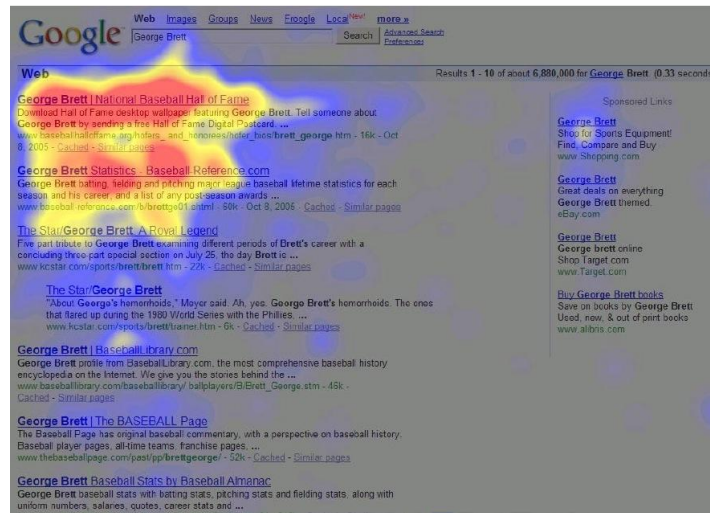 Google
Web Images Groups News Froogle Local New! more »
George Brett
Search
Advanced Search
Preferences
Web
Results 1 - 10 of about 6,880,000 for George Brett. (0.33 seconds
George Brett | National Baseball Hall of Fame
Download Hall of Fame desktop wallpaper featuring George Brett. Tell someone about
George Brett by sending a free Hall of Fame Digital Postcard. ...
www.baseballhalloffame.org/hofers_and_honorees/hofer_bios/brett_george.htm - 16k - Oct
8, 2005 - Cached - Similar pages
George Brett Statistics - Baseball-Reference.com
George Brett batting, fielding and pitching major league baseball lifetime statistics for each
season and his career, and a list of any post-season awards ...
www.baseball-reference.com/b/brettge01.shtml - 60k - Oct 8, 2005 - Cached - Similar pages
The Star/George Brett, A Royal Legend
Five part tribute to George Brett examining different periods of Brett's career with a
concluding three-part special section on July 25, the day Brett is ...
www.kcstar.com/sports/brett/brett.htm - 22k - Cached - Similar pages
The Star/George Brett
"About George's hemorrhoids," Moyer said. Ah, yes. George Brett's hemorrhoids. The ones
that flared up during the 1980 World Series with the Phillies. ...
www.kcstar.com/sports/brett/trainer.htm - 6k - Cached - Similar pages
George Brett | BaseballLibrary.com
George Brett profile from BaseballLibrary.com, the most comprehensive baseball history
encyclopedia on the Internet. We give you the stories behind the ...
www.baseballlibrary.com/baseballlibrary/ ballplayers/B/Brett_George.stm - 46k -
Cached - Similar pages
George Brett | The BASEBALL Page
The Baseball Page has original baseball commentary, with a perspective on baseball history.
Baseball player pages, all-time teams, franchise pages, ...
www.thebaseballpage.com/past/pp/brettgeorge/ - 52k - Cached - Similar pages
George Brett Baseball Stats by Baseball Almanac
George Brett baseball stats with batting stats, pitching stats and fielding stats, along with
uniform numbers, salaries, quotes, career stats and ...
Sponsored Links
George Brett
Shop for Sports Equipment!
Find, Compare and Buy
www.Shopping.com
George Brett
Great deals on everything
George Brett themed.
eBay.com
George Brett
George brett online
Shop Target.com
www.Target.com
Buy George Brett books
Save on books by George Brett
Used, new, & out of print books
www.alibris.com